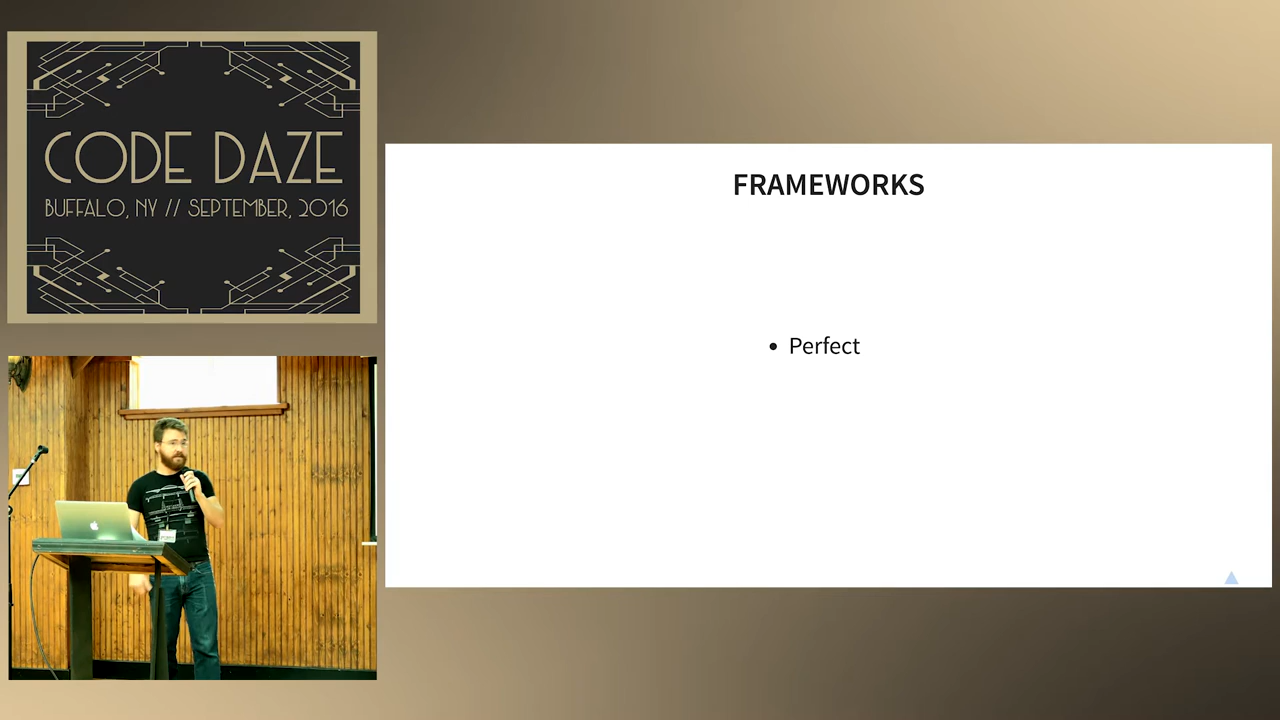 CODE DAZE
BUFFALO, NY // SEPTEMBER, 2016
FRAMEWORKS
• Perfect